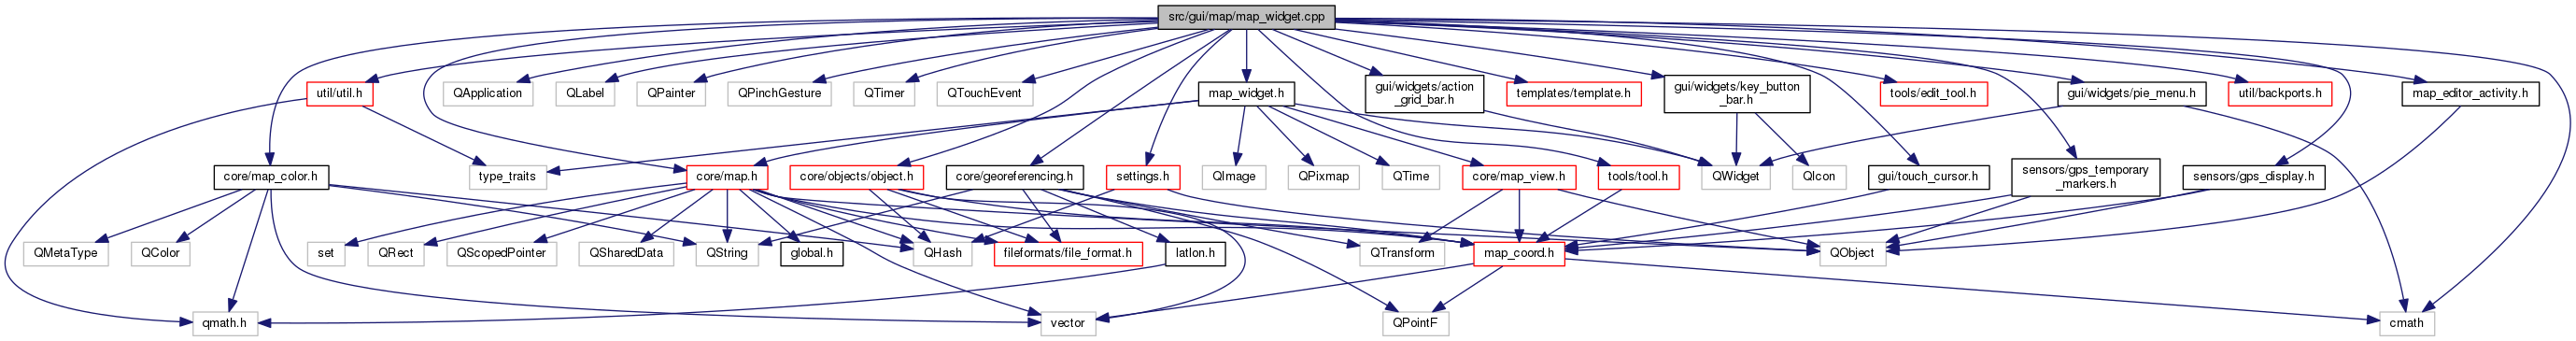 src/gui/map/map_widget.cpp
util/util.h
QApplication
QLabel
QPainter
QPinchGesture
QTimer
QTouchEvent
map_widget.h
gui/widgets/action
_grid_bar.h
templates/template.h
gui/widgets/key_button
_bar.h
tools/edit_tool.h
gui/widgets/pie_menu.h
util/backports.h
map_editor_activity.h
core/map_color.h
type_traits
core/map.h
core/objects/object.h
core/georeferencing.h
settings.h
QImage
QPixmap
QTime
core/map_view.h
tools/tool.h
QWidget
QIcon
gui/touch_cursor.h
sensors/gps_temporary
_markers.h
sensors/gps_display.h
QMetaType
QColor
set
QRect
QScopedPointer
QSharedData
QString
global.h
QHash
fileformats/file_format.h
latlon.h
QTransform
map_coord.h
QObject
qmath.h
vector
QPointF
cmath